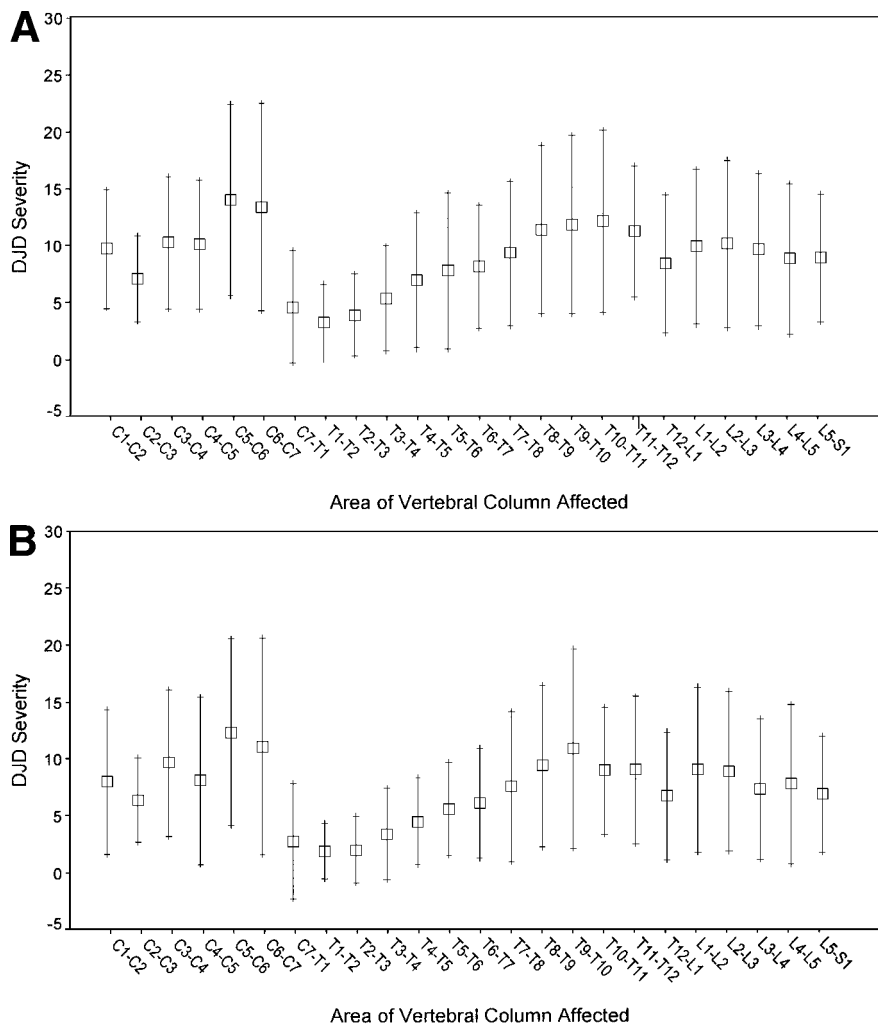 A
30
25
20
15
10
5
0
-5
DJD Severity
C1-C2
C2-C3
C3-C4
C4-C5
C5-C6
C6-C7
C7-T1
T1-T2
T2-T3
T3-T4
T4-T5
T5-T6
T6-T7
T7-T8
T8-T9
T9-T10
T10-T11
T11-T12
T12-L1
L1-L2
L2-L3
L3-L4
L4-L5
L5-S1
Area of Vertebral Column Affected
B
30
25
20
15
10
5
0
-5
DJD Severity
C1-C2
C2-C3
C3-C4
C4-C5
C5-C6
C6-C7
C7-T1
T1-T2
T2-T3
T3-T4
T4-T5
T5-T6
T6-T7
T7-T8
T8-T9
T9-T10
T10-T11
T11-T12
T12-L1
L1-L2
L2-L3
L3-L4
L4-L5
L5-S1
Area of Vertebral Column Affected